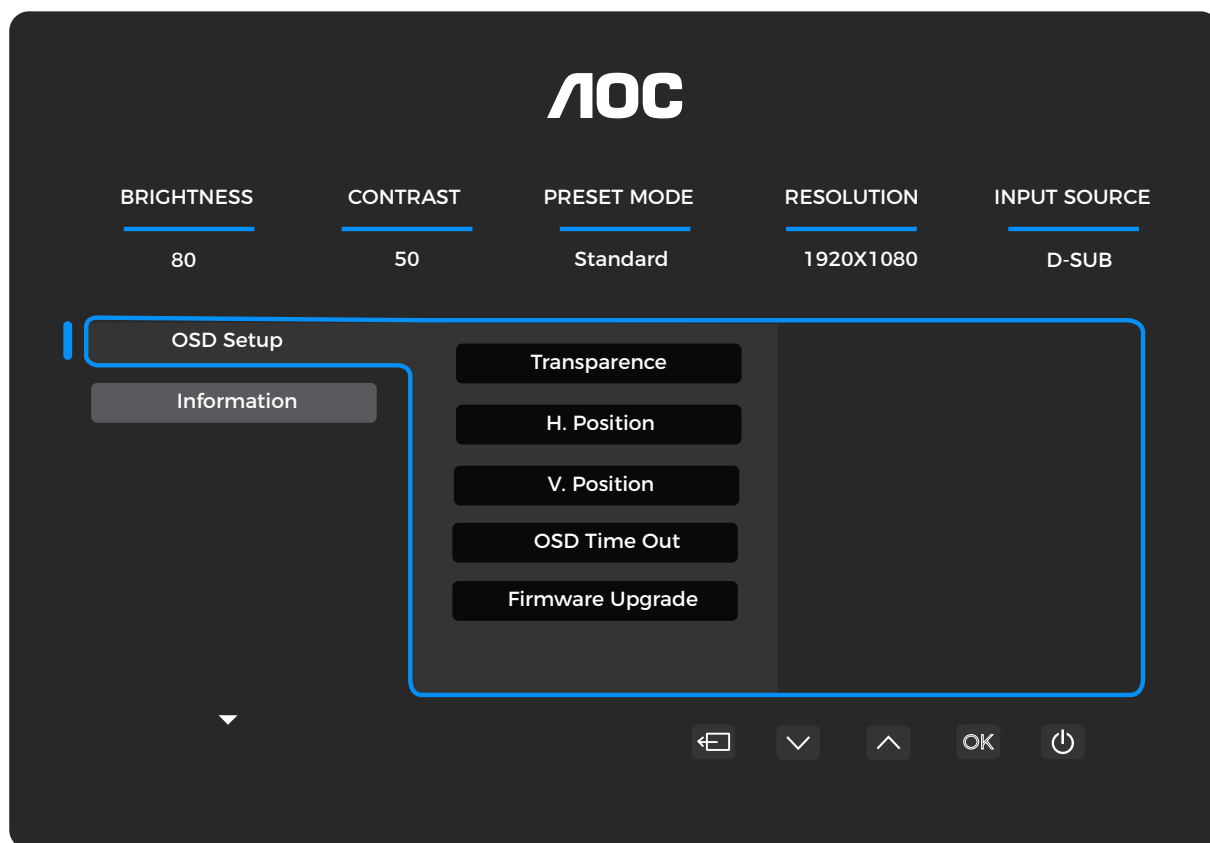 AOC
BRIGHTNESS CONTRAST PRESET MODE RESOLUTION INPUT SOURCE
80 50 Standard 1920X1080 D-SUB
OSD Setup
Information
Transparence
H. Position
V. Position
OSD Time Out
Firmware Upgrade
OK